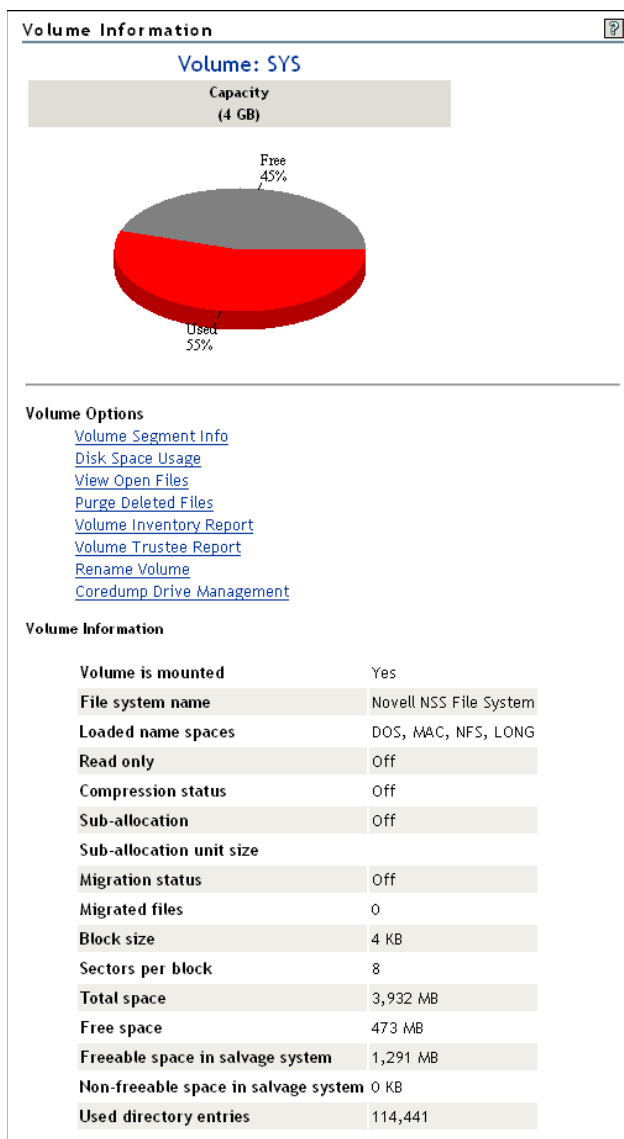 Volume Information
?
Volume: SYS
Capacity
(4 GB)
Free
45%
Used
55%
Volume Options
Volume Segment Info
Disk Space Usage
View Open Files
Purge Deleted Files
Volume Inventory Report
Volume Trustee Report
Rename Volume
Coredump Drive Management
Volume Information
Volume is mounted Yes
File system name Novell NSS File System
Loaded name spaces DOS, MAC, NFS, LONG
Read only Off
Compression status Off
Sub-allocation Off
Sub-allocation unit size
Migration status Off
Migrated files 0
Block size 4 KB
Sectors per block 8
Total space 3,932 MB
Free space 473 MB
Freeable space in salvage system 1,291 MB
Non-freeable space in salvage system 0 KB
Used directory entries 114,441